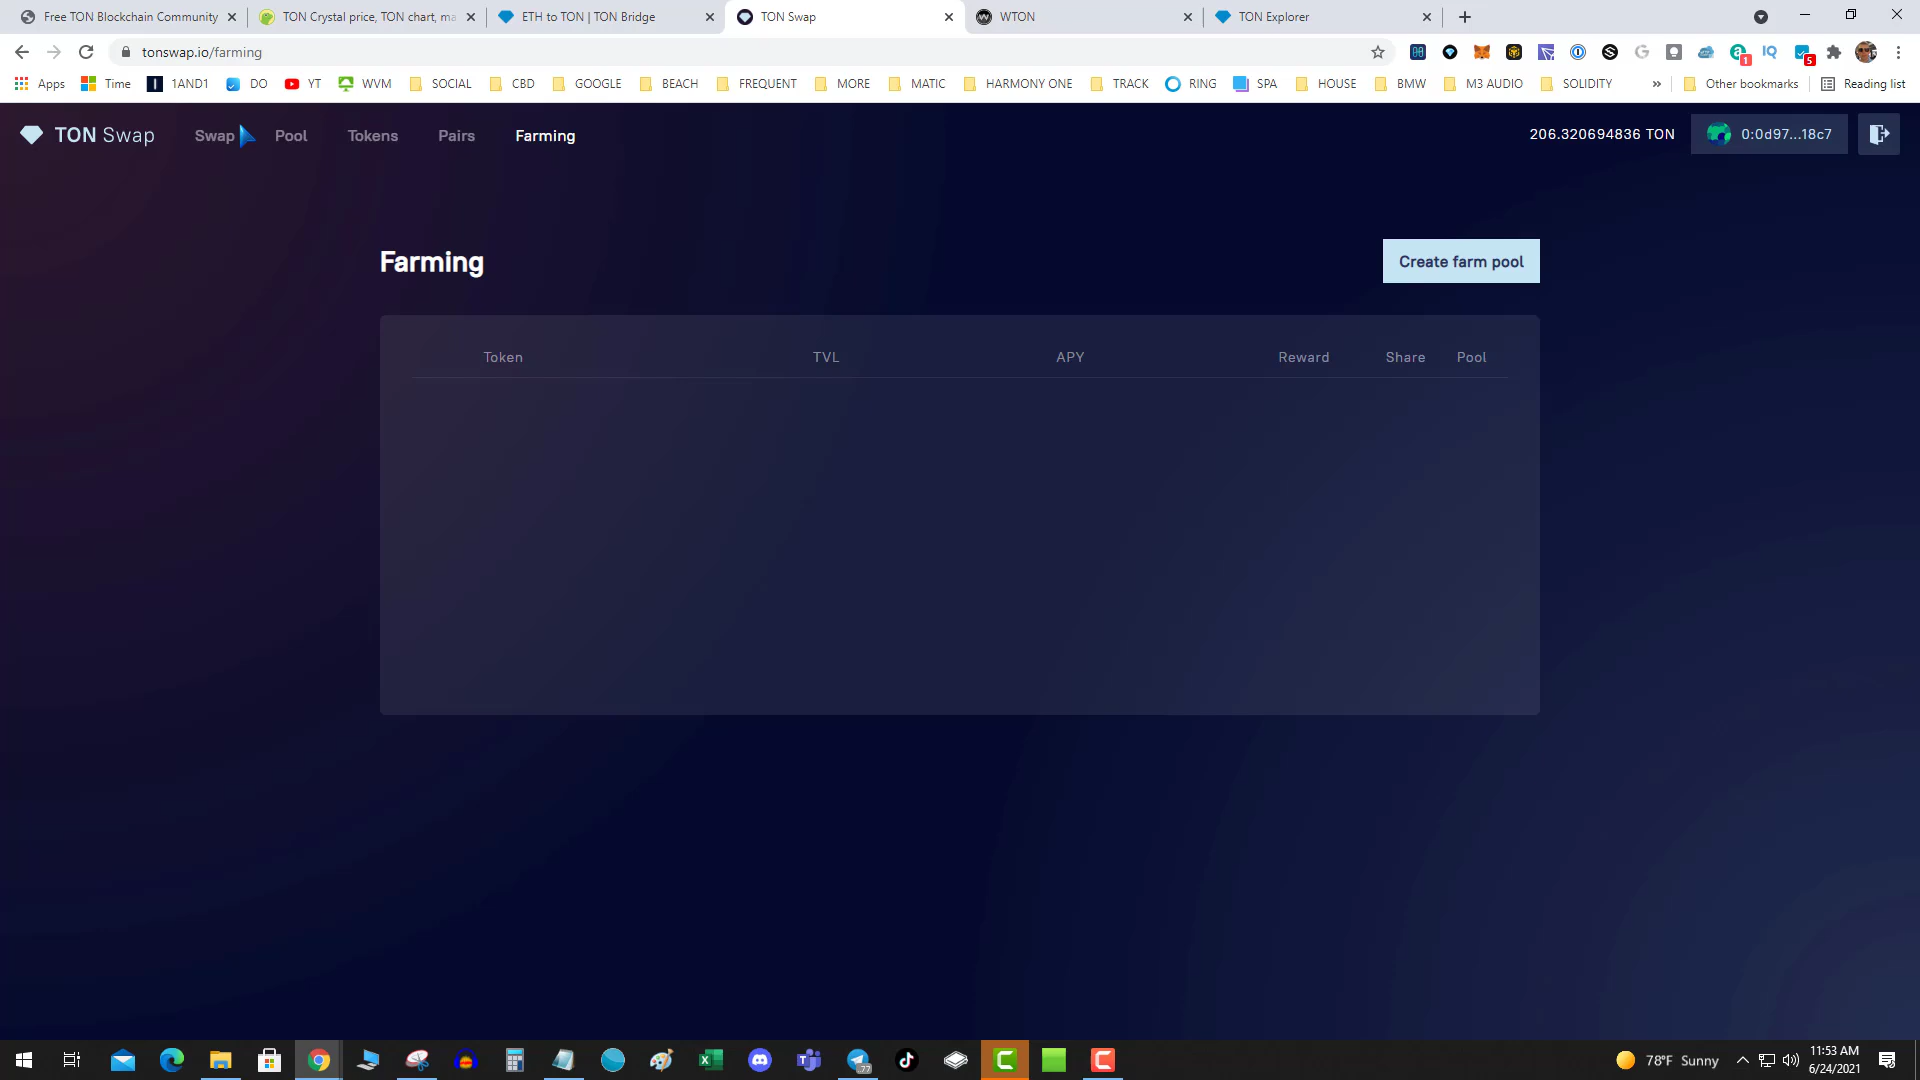 Free TON Blockchain Community
TON Crystal price, TON chart, ma
ETH to TON | TON Bridge
TON Swap
WTON
TON Explorer
tonswap.io/farming
1
5
Apps
Time
1AND1
DO
YT
WVM
SOCIAL
CBD
GOOGLE
BEACH
FREQUENT
MORE
MATIC
HARMONY ONE
TRACK
RING
SPA
HOUSE
BMW
M3 AUDIO
SOLIDITY
»
Other bookmarks
Reading list
TON Swap
Swap
Pool
Tokens
Pairs
Farming
206.320694836 TON
0:0d97...18c7
Farming
Create farm pool
Token
TVL
APY
Reward
Share
Pool
77
78°F Sunny
11:53 AM
6/24/2021